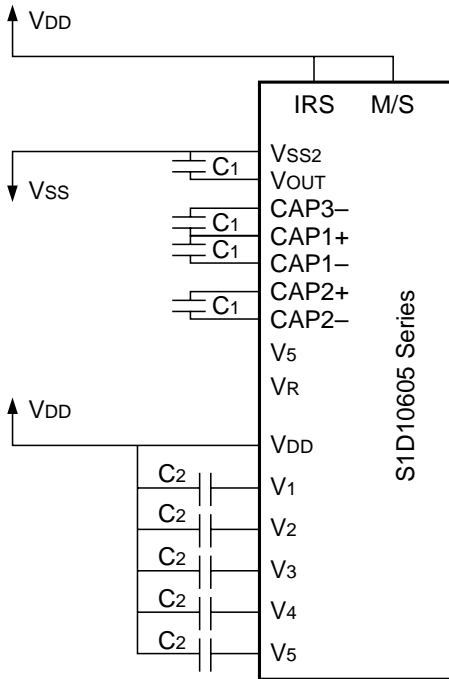 VDD
IRS M/S
VSS2
C1
VSS
VOUT
CAP3–
C1
CAP1+
C1
CAP1–
CAP2+
C1
CAP2–
V5
VR
VDD
VDD
C2
V1
C2
V2
C2
V3
C2
V4
C2
V5
S1D10605 Series